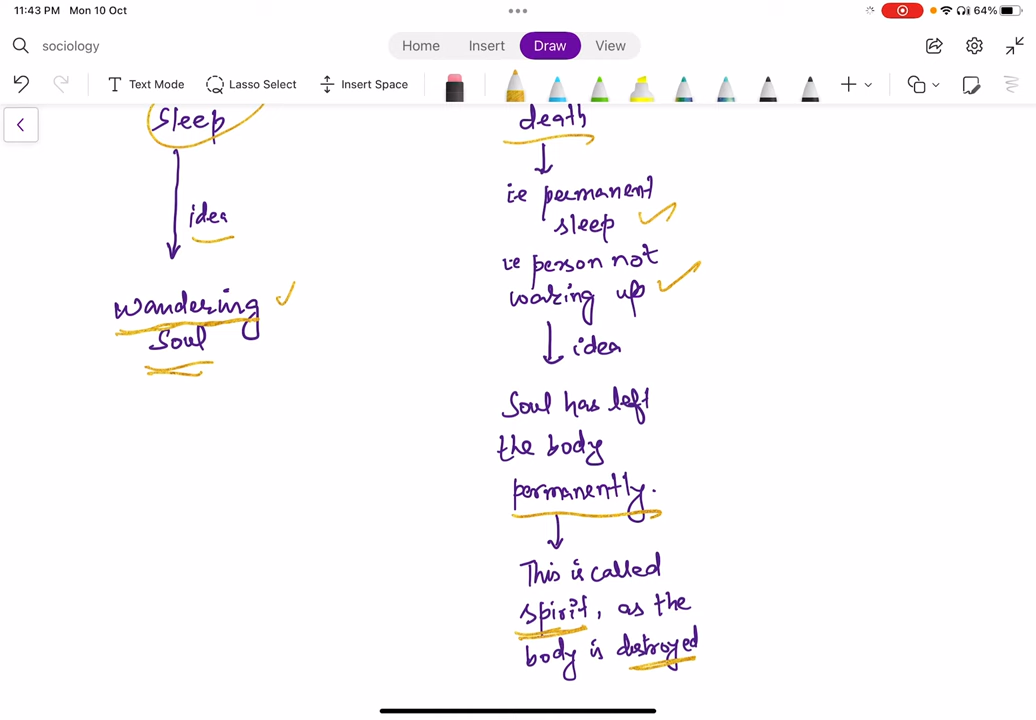 11:43 PM Mon 10 Oct
64%
sociology
Home Insert Draw View
Text Mode Lasso Select Insert Space
sleep
idea
wandering
soul
death
i.e permanent
sleep
i.e person not
waking up
idea
Soul has left
the body
permanently.
This is called
spirit, as the
body is destroyed